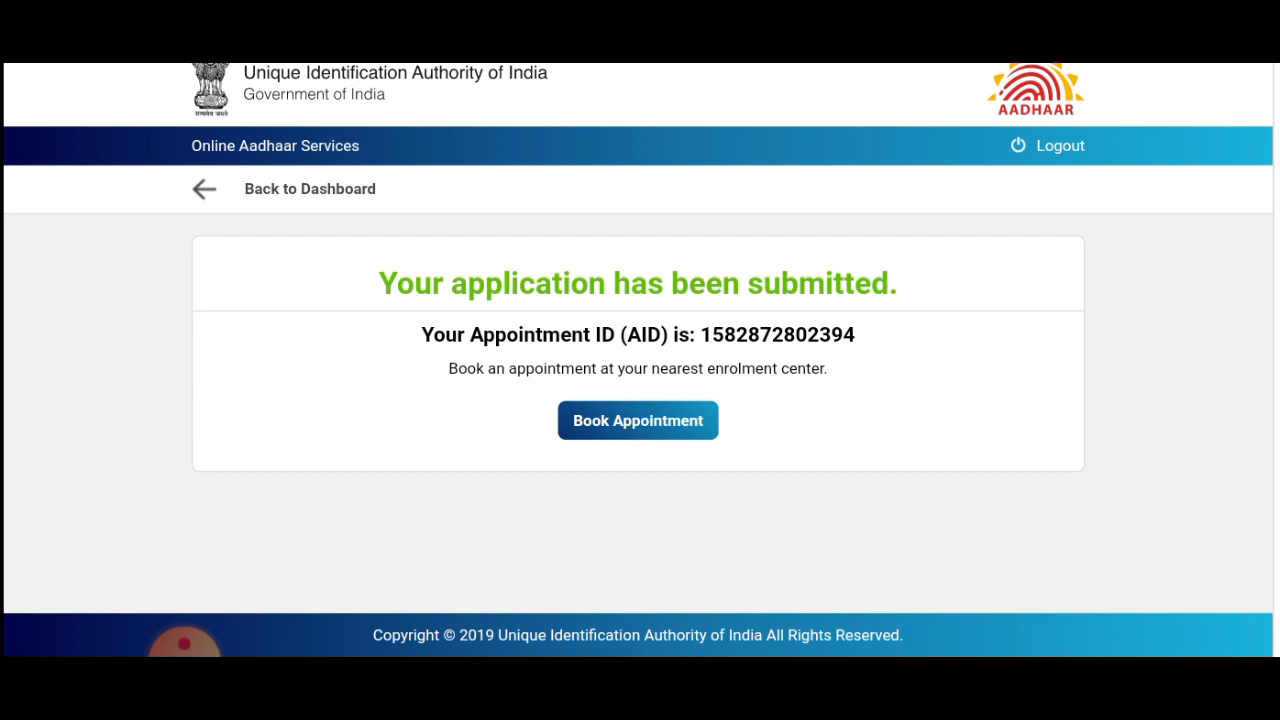 Unique Identification Authority of India
Government of India
AADHAAR
Online Aadhaar Services
Logout
Back to Dashboard
Your application has been submitted.
Your Appointment ID (AID) is: 1582872802394
Book an appointment at your nearest enrolment center.
Book Appointment
Copyright © 2019 Unique Identification Authority of India All Rights Reserved.